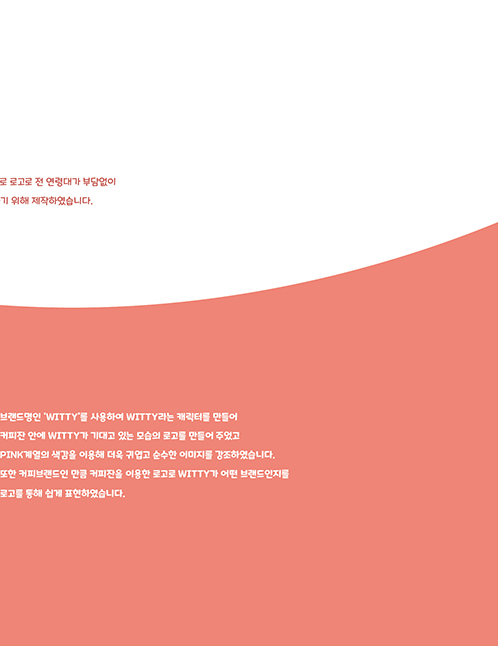 로 로고로 전 연령대가 부담없이
기 위해 제작하였습니다.
브랜드명인 'WITTY'를 사용하여 WITTY라는 캐릭터를 만들어
커피잔 안에 WITTY가 기대고 있는 모습의 로고를 만들어 주었고
PINK계열의 색감을 이용해 더욱 귀엽고 순수한 이미지를 강조하였습니다.
또한 커피브랜드인 만큼 커피잔을 이용한 로고로 WITTY가 어떤 브랜드인지를
로고를 통해 쉽게 표현하였습니다.